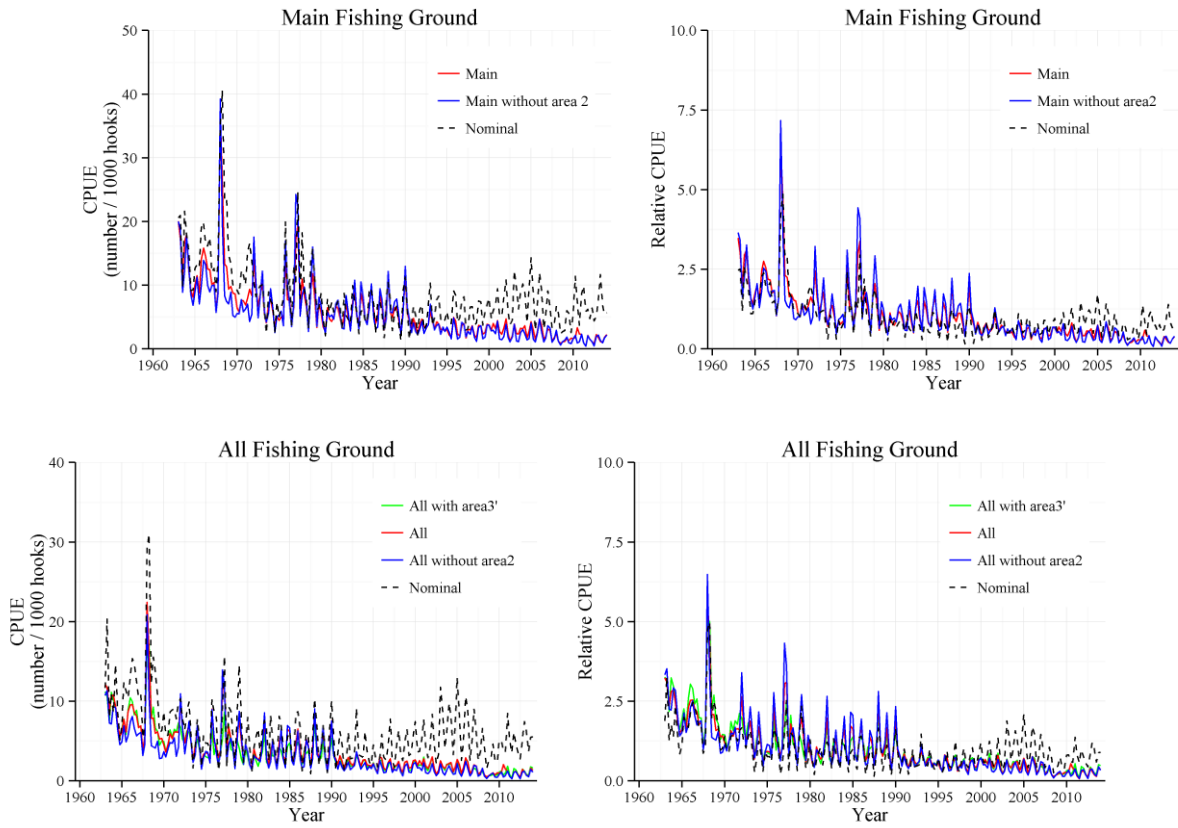 Main Fishing Ground
50
40
30
20
10
0
CPUE
(number / 1000 hooks)
Main
Main without area 2
Nominal
1960 1965 1970 1975 1980 1985 1990 1995 2000 2005 2010
Year
Main Fishing Ground
10.0
7.5
5.0
2.5
0.0
Relative CPUE
Main
Main without area2
Nominal
1960 1965 1970 1975 1980 1985 1990 1995 2000 2005 2010
Year
All Fishing Ground
40
30
20
10
0
CPUE
(number / 1000 hooks)
All with area3'
All
All without area2
Nominal
1960 1965 1970 1975 1980 1985 1990 1995 2000 2005 2010
Year
All Fishing Ground
10.0
7.5
5.0
2.5
0.0
Relative CPUE
All with area3'
All
All without area2
Nominal
1960 1965 1970 1975 1980 1985 1990 1995 2000 2005 2010
Year